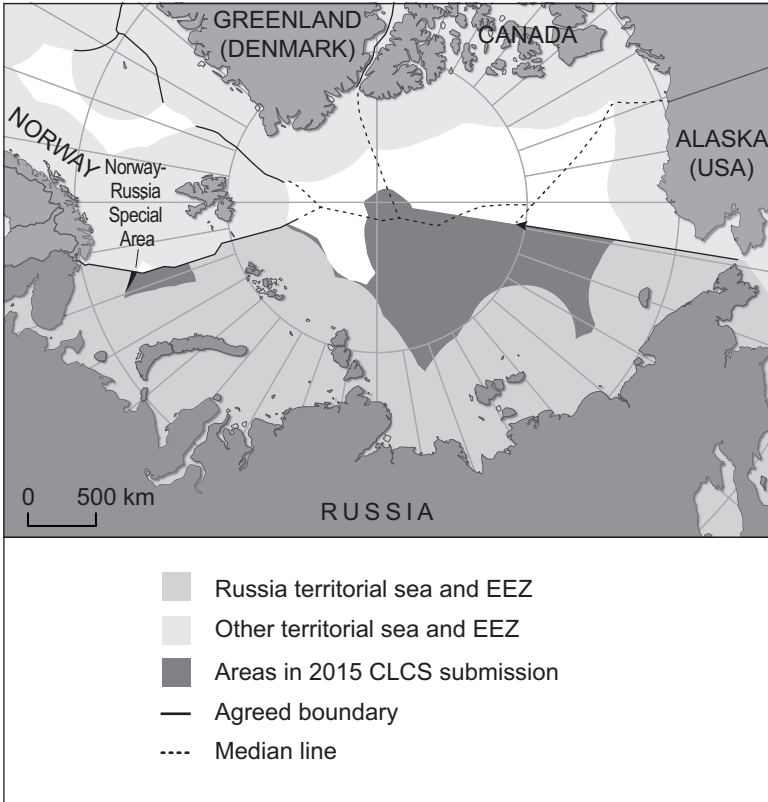 GREENLAND
(DENMARK)
CANADA
NORWAY
ALASKA
(USA)
Norway-
Russia
Special
Area
0 500 km
RUSSIA
Russia territorial sea and EEZ
Other territorial sea and EEZ
Areas in 2015 CLCS submission
Agreed boundary
Median line